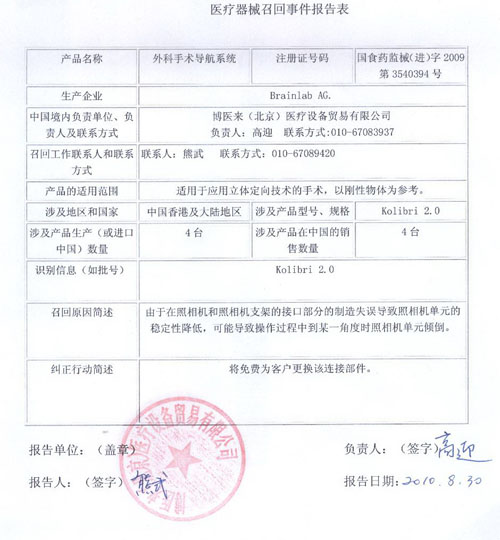 医疗器械召回事件报告表
产品名称 外科手术导航系统 注册证号码 国食药监械(进)字 2009
第 3540394 号
生产企业 Brainlab AG.
中国境内负责单位、负 博医来（北京）医疗设备贸易有限公司
责人及联系方式 负责人：高迎 联系方式:010-67083937
召回工作联系人和联系 联系人：熊武 联系方式：010-67089420
方式
产品的适用范围 适用于应用立体定向技术的手术，以刚性物体为参考。
涉及地区和国家 中国香港及大陆地区 涉及产品型号、规格 Kolibri 2.0
涉及产品生产（或进口 4 台 涉及产品在中国的销 4 台
中国）数量 售数量
识别信息（如批号） Kolibri 2.0
召回原因简述 由于在照相机和照相机支架的接口部分的制造失误导致照相机单元的
稳定性降低，可能导致操作过程中到某一角度时照相机单元倾倒。
纠正行动简述 将免费为客户更换该连接部件。
报告单位：（盖章） 负责人：（签字）高迎
报告人：（签字）熊武 报告日期:2010.8.30
博医来（北京）医疗设备贸易有限公司